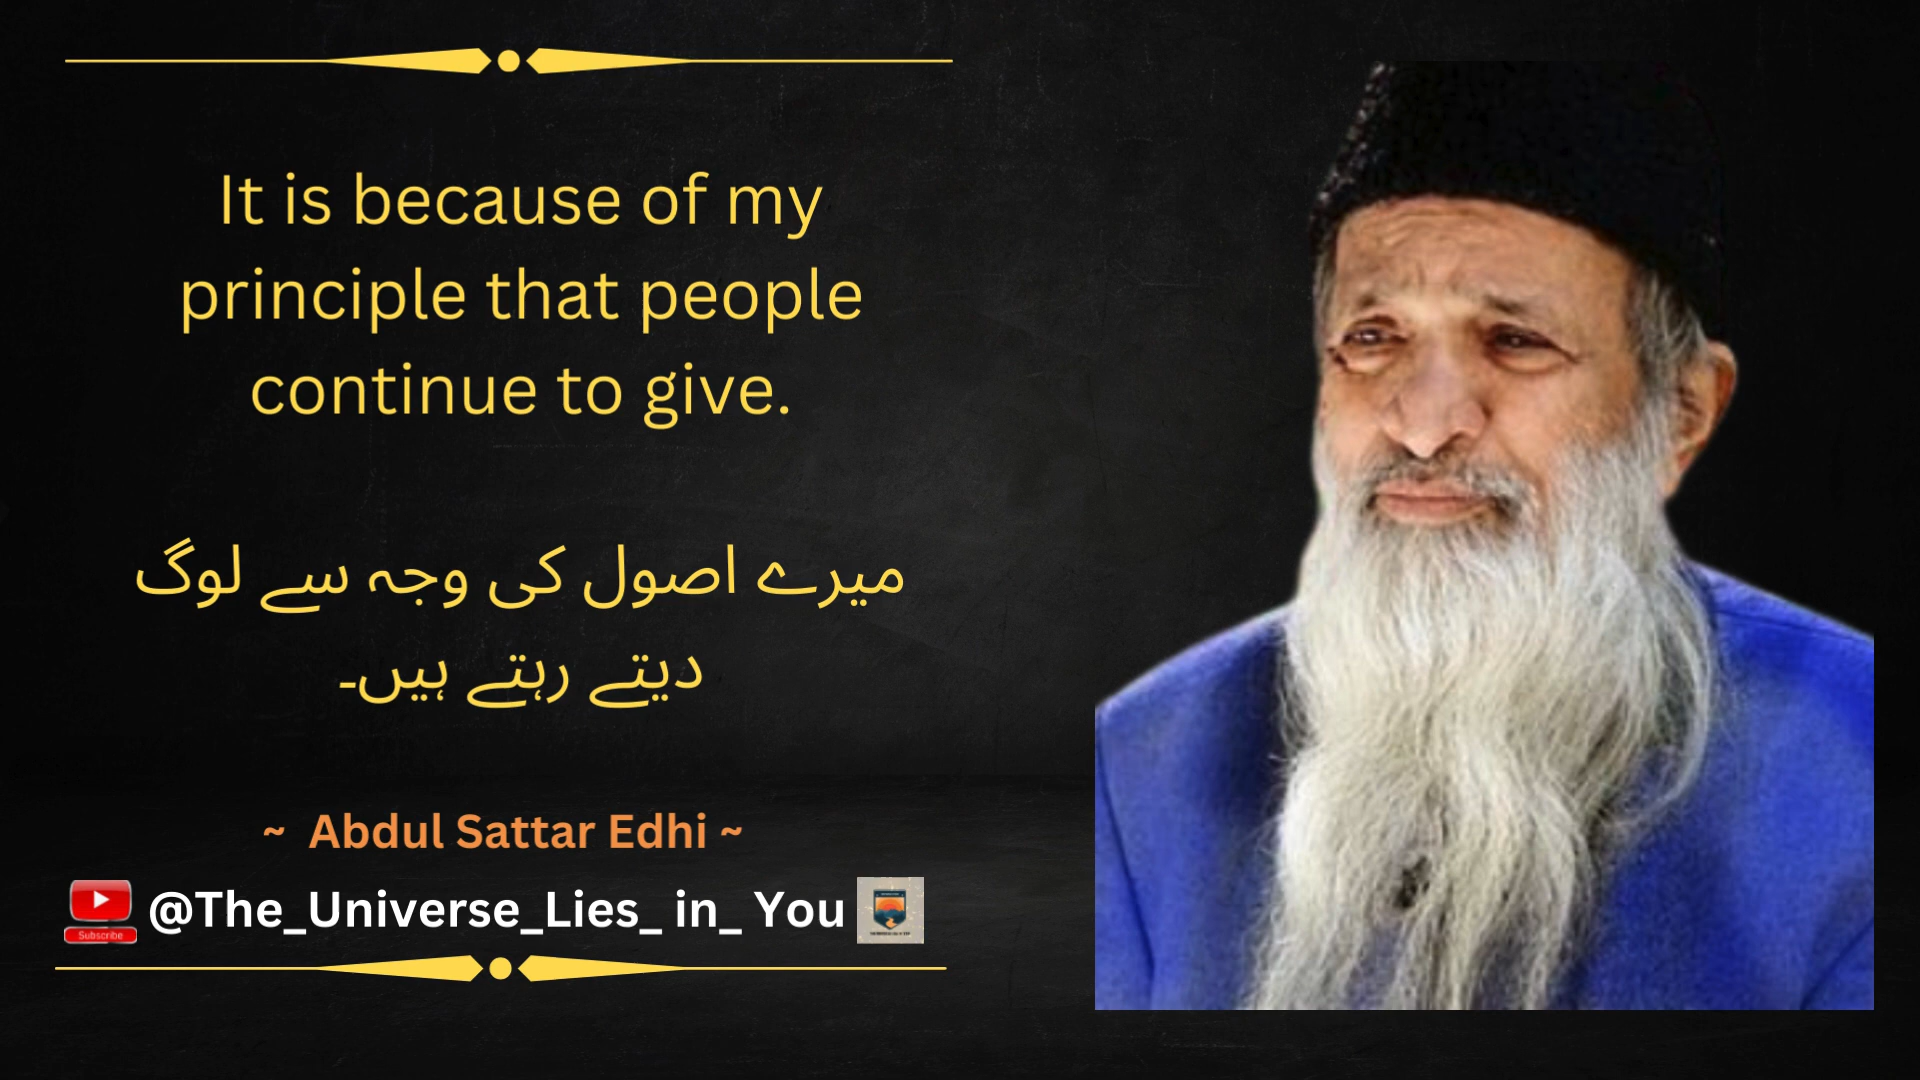 It is because of my
principle that people
continue to give.
میرے اصول کی وجہ سے لوگ
دیتے رہتے ہیں۔
~ Abdul Sattar Edhi ~
@The_Universe_Lies_ in_ You
Subscribe